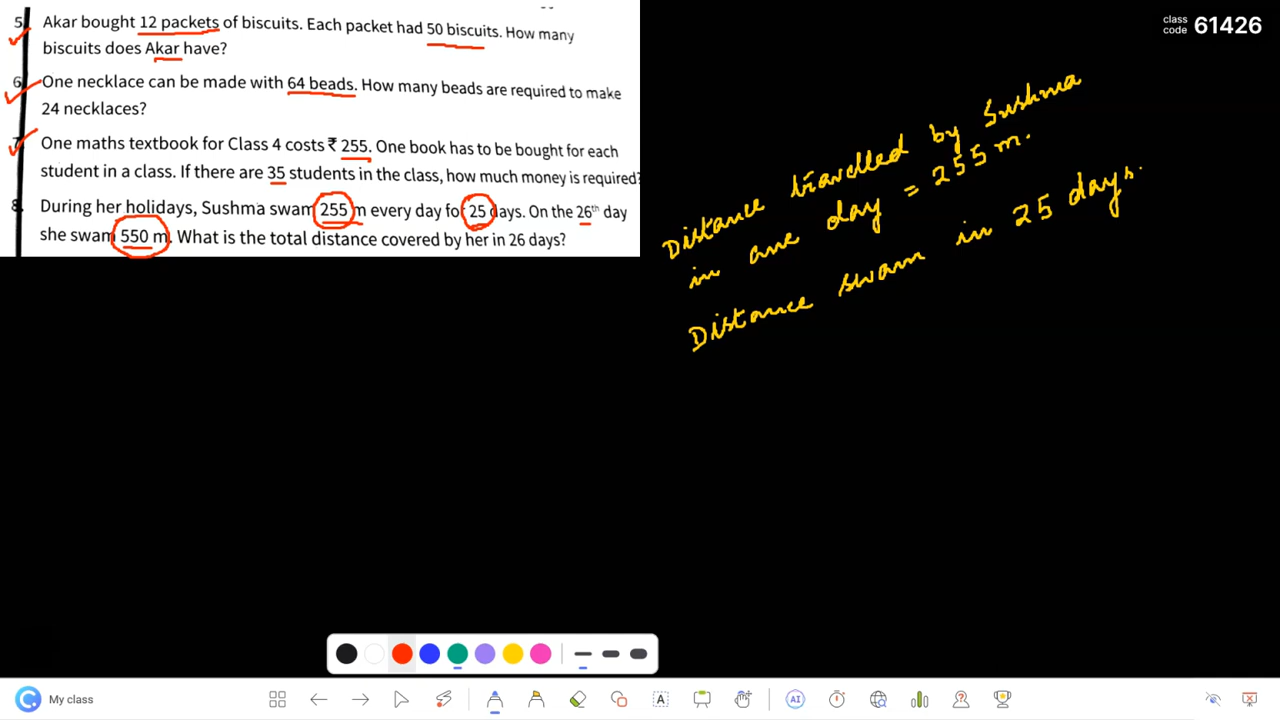 5. Akar bought 12 packets of biscuits. Each packet had 50 biscuits. How many
biscuits does Akar have?
6. One necklace can be made with 64 beads. How many beads are required to make
24 necklaces?
7. One maths textbook for Class 4 costs ₹ 255. One book has to be bought for each
student in a class. If there are 35 students in the class, how much money is required?
8. During her holidays, Sushma swam 255 m every day for 25 days. On the 26th day
she swam 550 m. What is the total distance covered by her in 26 days?
class
code 61426
Distance travelled by Sushma
in one day = 255 m.
Distance swam in 25 days.
A
AI
My class